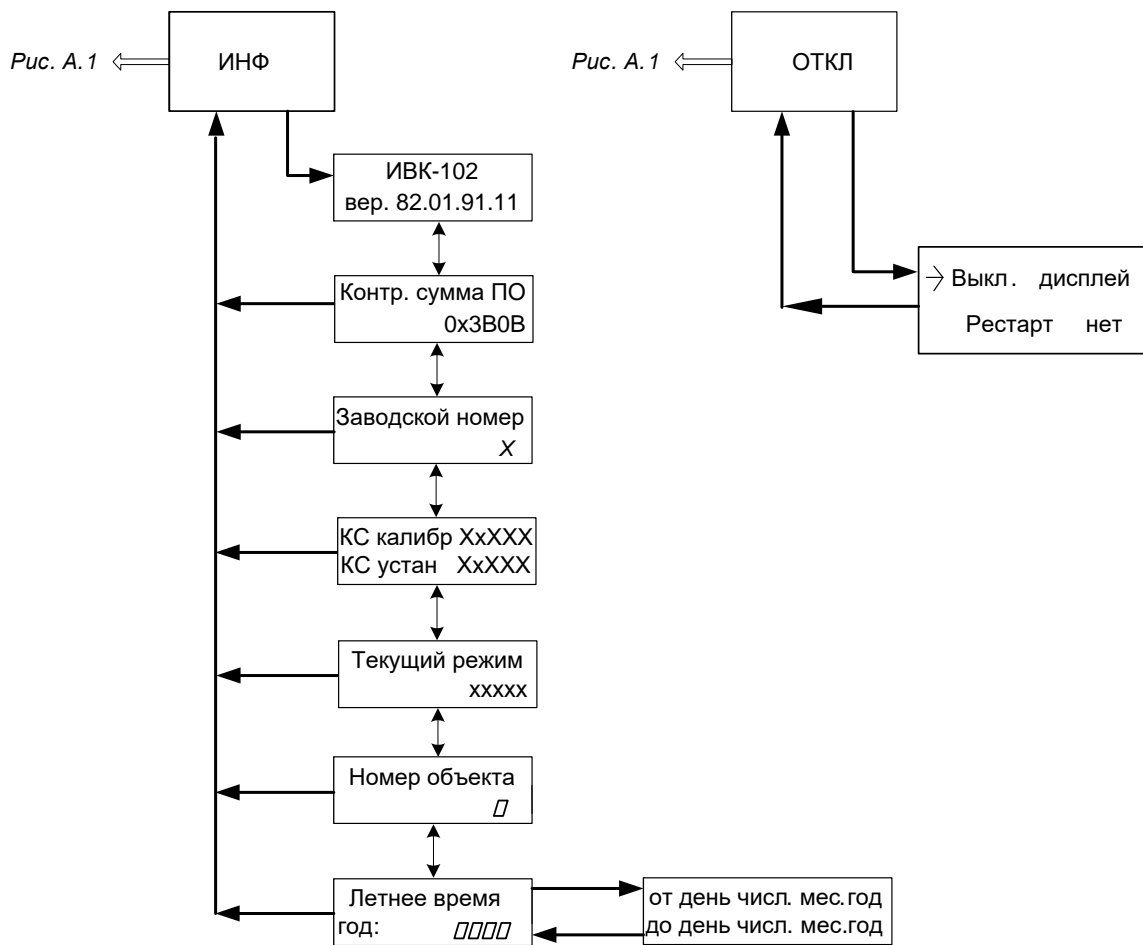 Рис. А.1
ИНФ
ИВК-102
вер. 82.01.91.11
Контр. сумма ПО
0x3B0B
Заводской номер
X
КС калибр XxXXX
КС устан XxXXX
Текущий режим
xxxxx
Номер объекта
▯
Летнее время
год: ▯▯▯▯
от день числ. мес.год
до день числ. мес.год
Рис. А.1
ОТКЛ
Выкл. дисплей
Рестарт нет